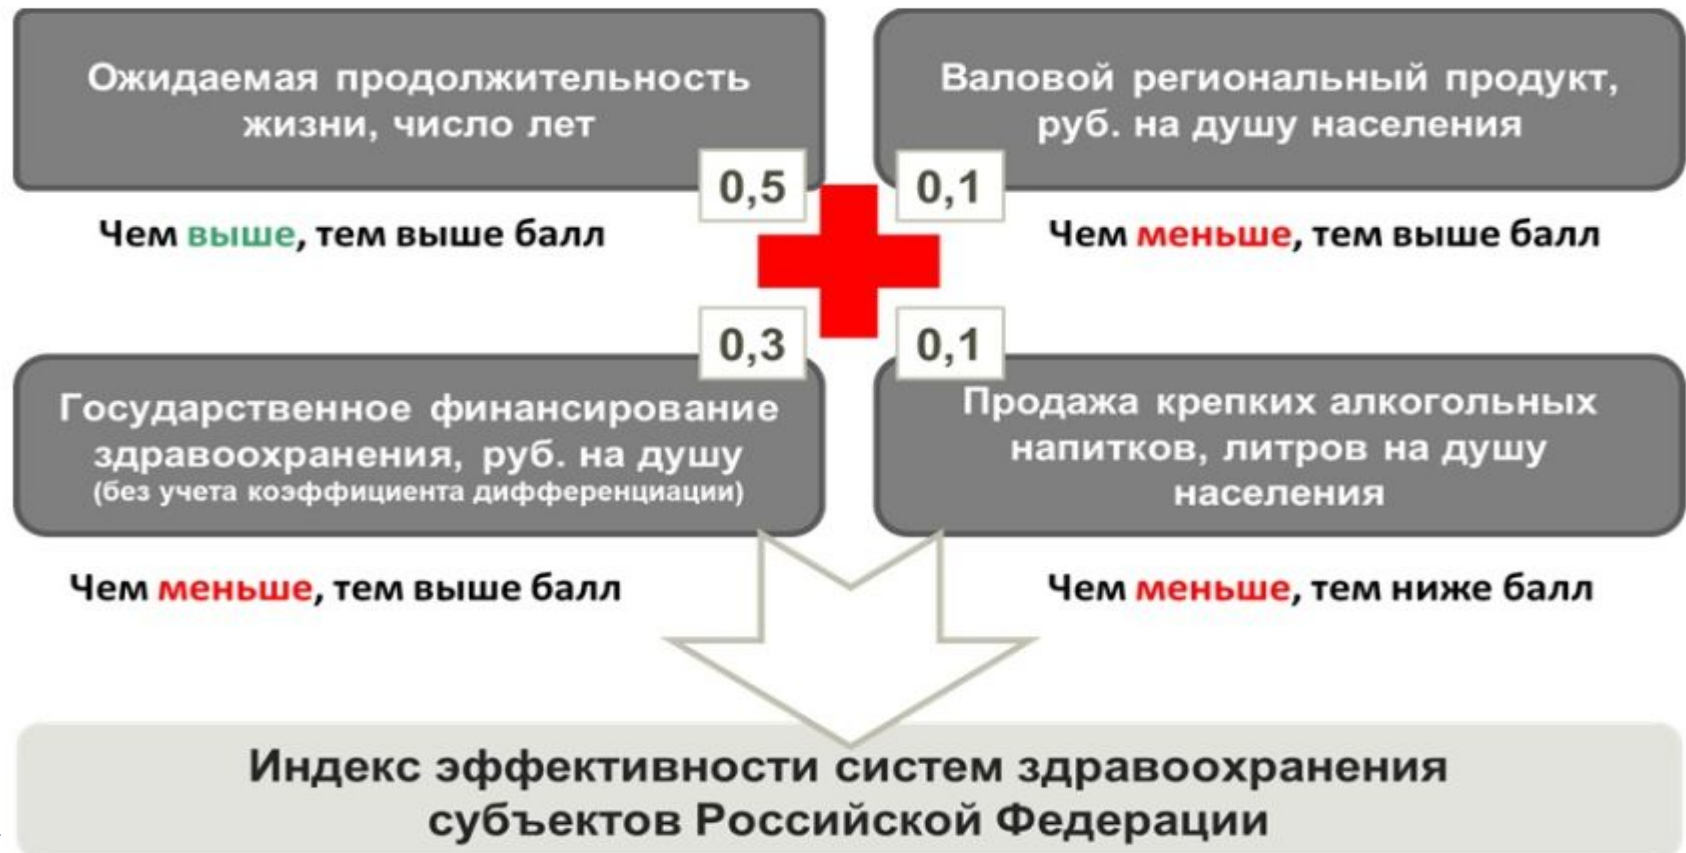 Ожидаемая продолжительность
жизни, число лет
0,5
Чем выше, тем выше балл
Валовой региональный продукт,
руб. на душу населения
0,1
Чем меньше, тем выше балл
0,3
Государственное финансирование
здравоохранения, руб. на душу
(без учета коэффициента дифференциации)
Чем меньше, тем выше балл
0,1
Продажа крепких алкогольных
напитков, литров на душу
населения
Чем меньше, тем ниже балл
Индекс эффективности систем здравоохранения
субъектов Российской Федерации